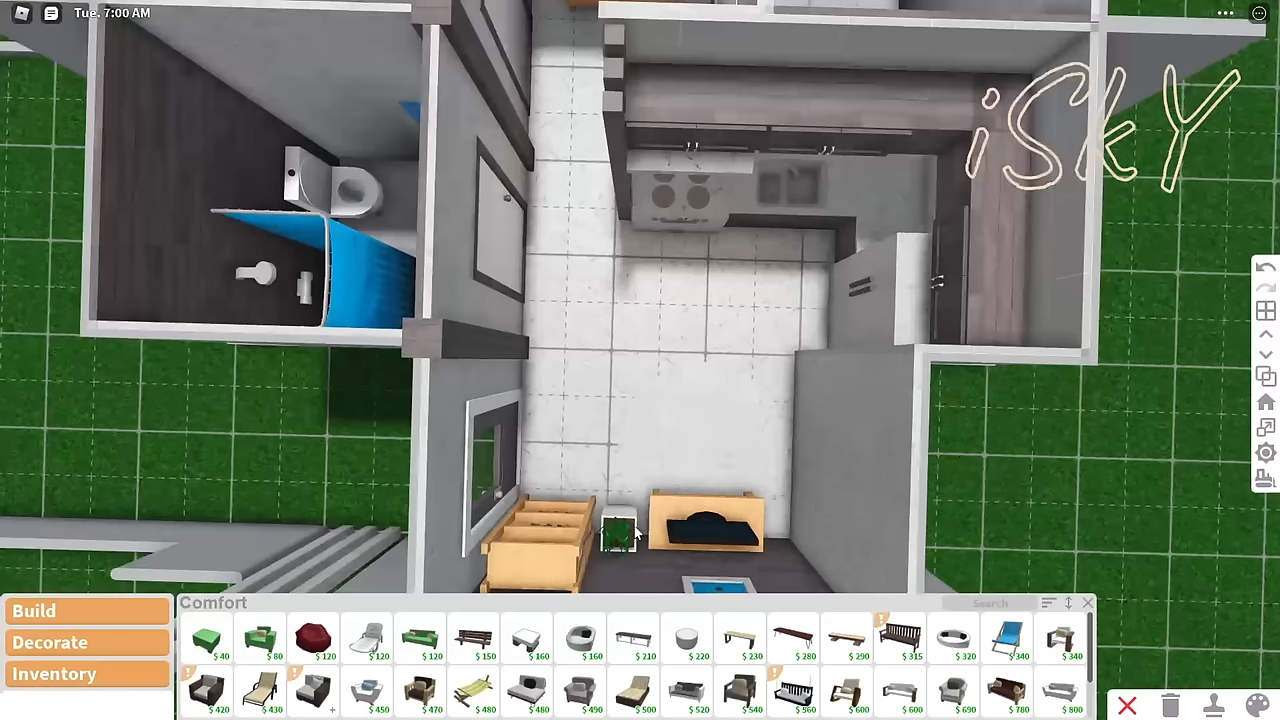 Tue. 7:00 AM
iSkY
Build
Decorate
Inventory
Comfort
Search
$40 $80 $120 $120 $120 $150 $160 $160 $210 $220 $230 $280 $290 $315 $320 $340 $340
$420 $430 + $450 $470 $480 $480 $490 $500 $520 $540 $560 $600 $600 $690 $780 $800